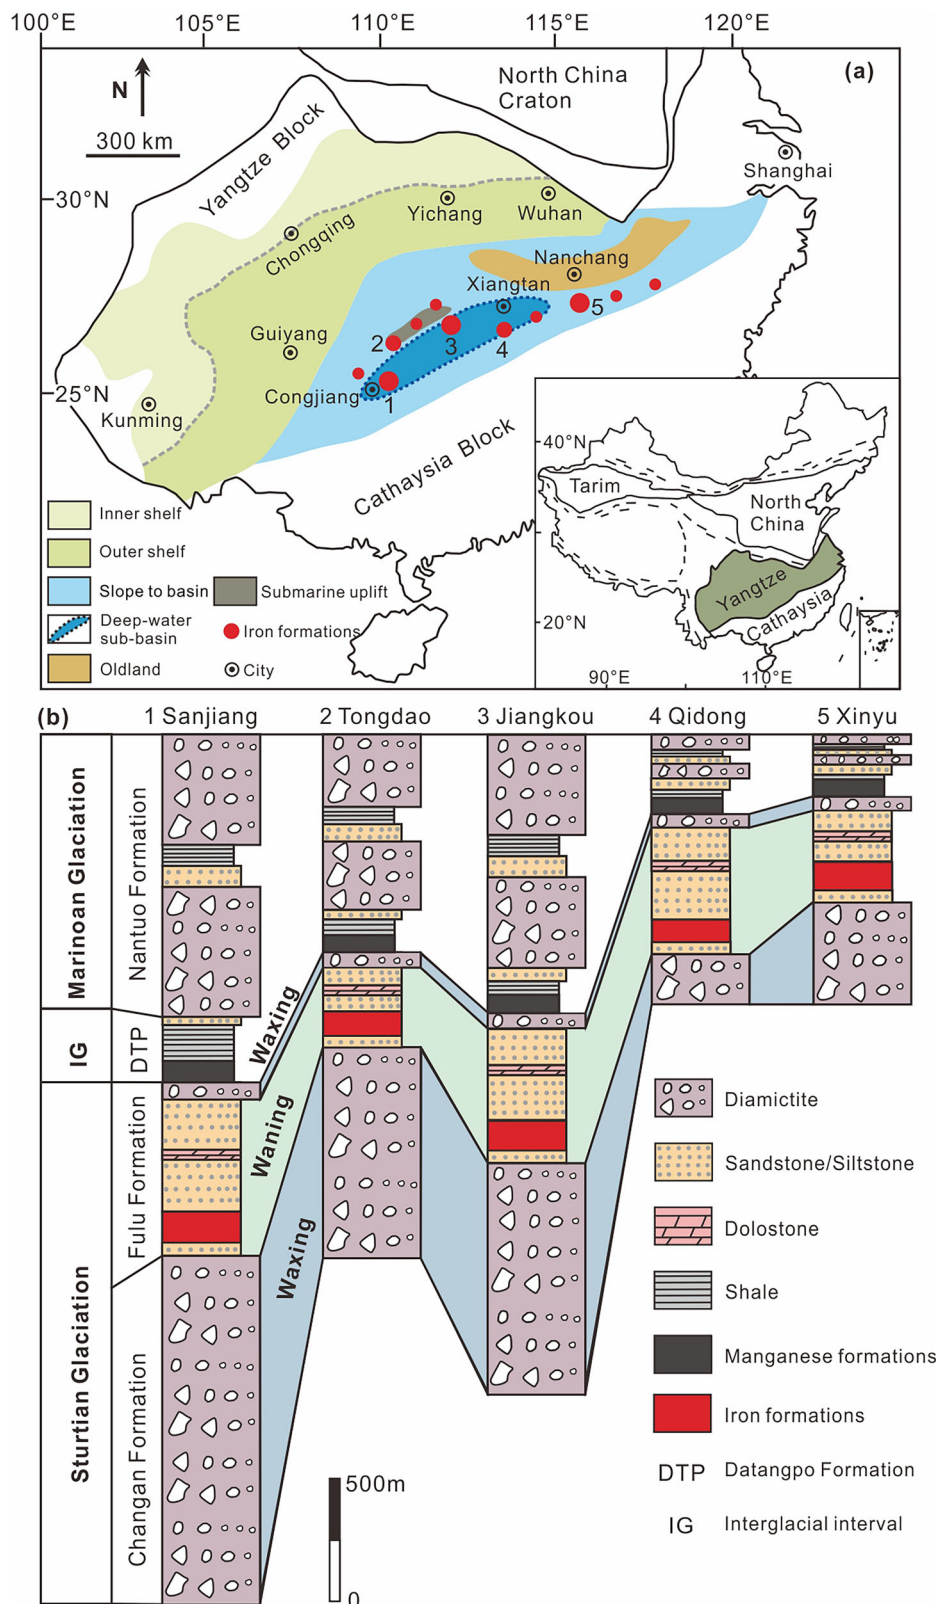 100°E
105°E
110°E
115°E
120°E
(a)
N
300 km
North China
Craton
Yangtze Block
Shanghai
30°N
Yichang
Wuhan
Chongqing
Nanchang
Xiangtan
Guiyang
2
3
4
5
25°N
Congjiang
1
Kunming
Cathaysia Block
Inner shelf
Outer shelf
Slope to basin
Submarine uplift
Deep-water
sub-basin
Iron formations
Oldland
City
40°N
Tarim
North
China
Yangtze
Cathaysia
20°N
90°E
110°E
(b)
1 Sanjiang
2 Tongdao
3 Jiangkou
4 Qidong
5 Xinyu
Marinoan Glaciation
Nantuo Formation
IG
DTP
Sturtian Glaciation
Fulu Formation
Changan Formation
Waxing
Waning
Waxing
Diamictite
Sandstone/Siltstone
Dolostone
Shale
Manganese formations
Iron formations
DTP Datangpo Formation
IG Interglacial interval
500m
0